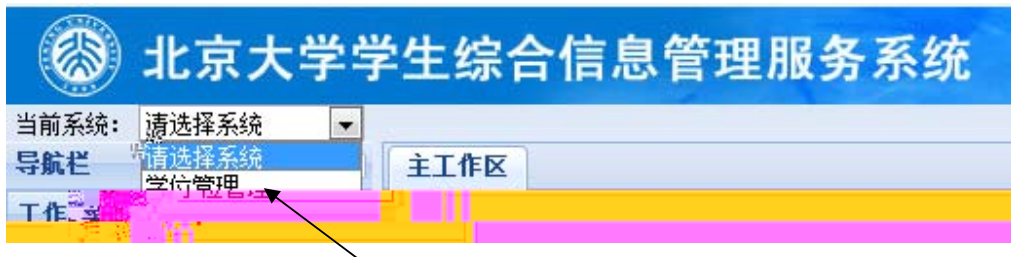 北京大学学生综合信息管理服务系统
当前系统： 请选择系统
导航栏 请选择系统 主工作区
学位管理
工作